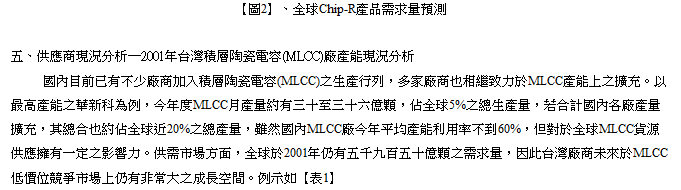 【圖2】、全球Chip-R產品需求量預測
五、供應商現況分析—2001年台灣積層陶瓷電容(MLCC)廠產能現況分析
國內目前已有不少廠商加入積層陶瓷電容(MLCC)之生產行列，多家廠商也相繼致力於MLCC產能上之擴充。以
最高產能之華新科為例，今年度MLCC月產量約有三十至三十六億顆，佔全球5%之總生產量，若合計國內各廠產量
擴充，其總合也約佔全球近20%之總產量，雖然國內MLCC廠今年平均產能利用率不到60%，但對於全球MLCC貨源
供應擁有一定之影響力。供需市場方面，全球於2001年仍有五千九百五十億顆之需求量，因此台灣廠商未來於MLCC
低價位競爭市場上仍有非常大之成長空間。例示如【表1】